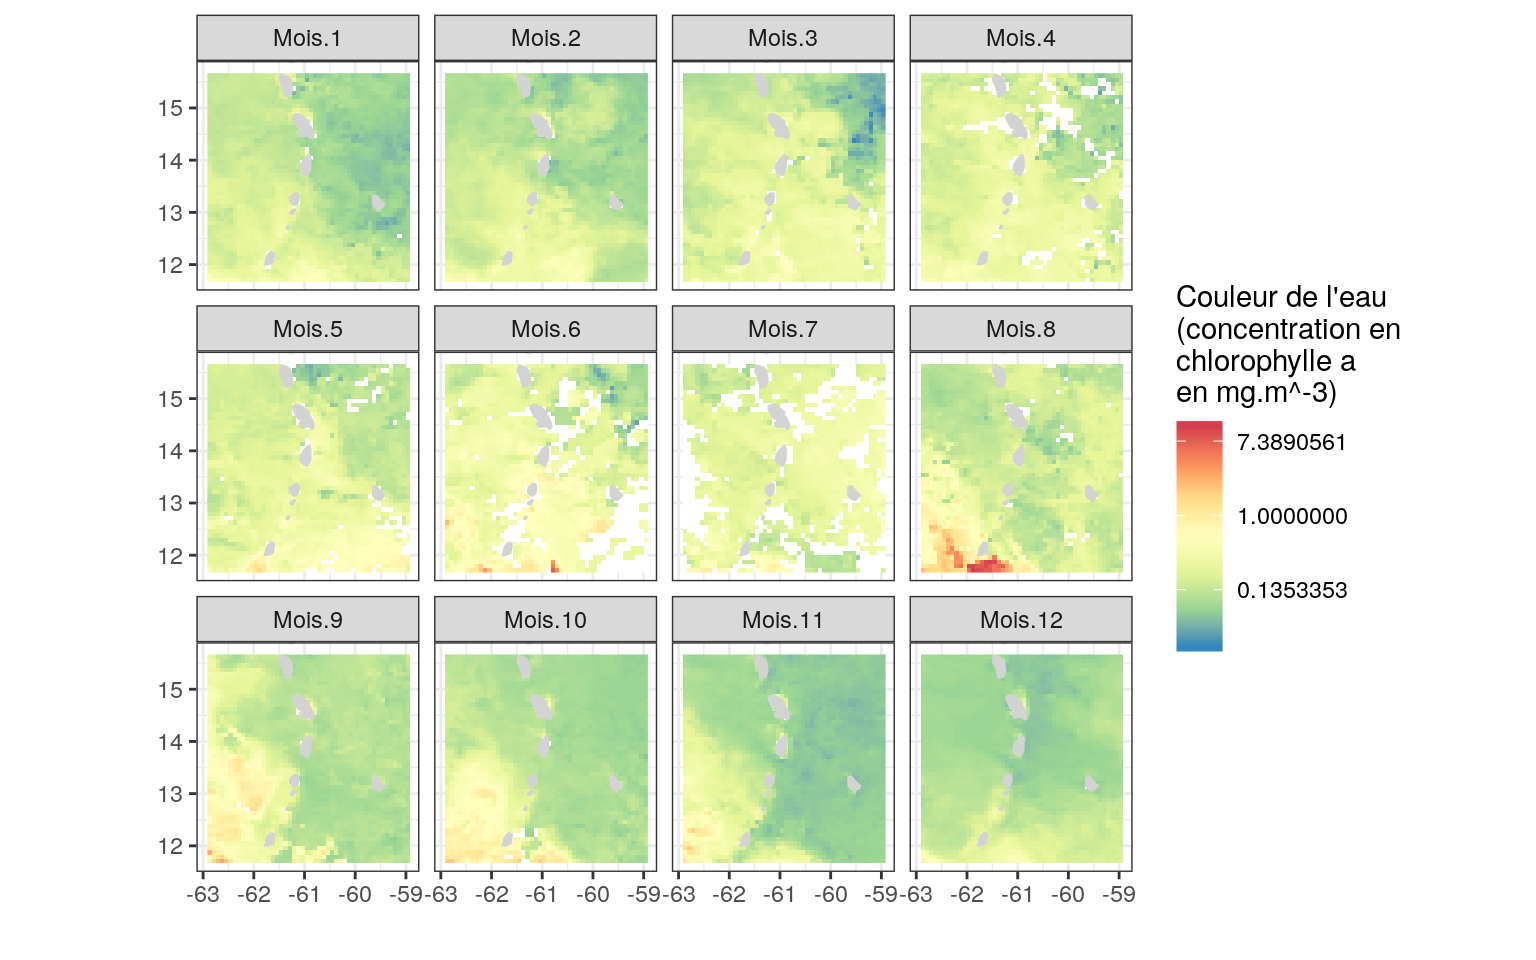 Mois.1 Mois.2 Mois.3 Mois.4
15
14
13
12
Mois.5 Mois.6 Mois.7 Mois.8
15
14
13
12
Mois.9 Mois.10 Mois.11 Mois.12
15
14
13
12
-63 -62 -61 -60 -59 -63 -62 -61 -60 -59 -63 -62 -61 -60 -59 -63 -62 -61 -60 -59
Couleur de l'eau
(concentration en
chlorophylle a
en mg.m^-3)
7.3890561
1.0000000
0.1353353